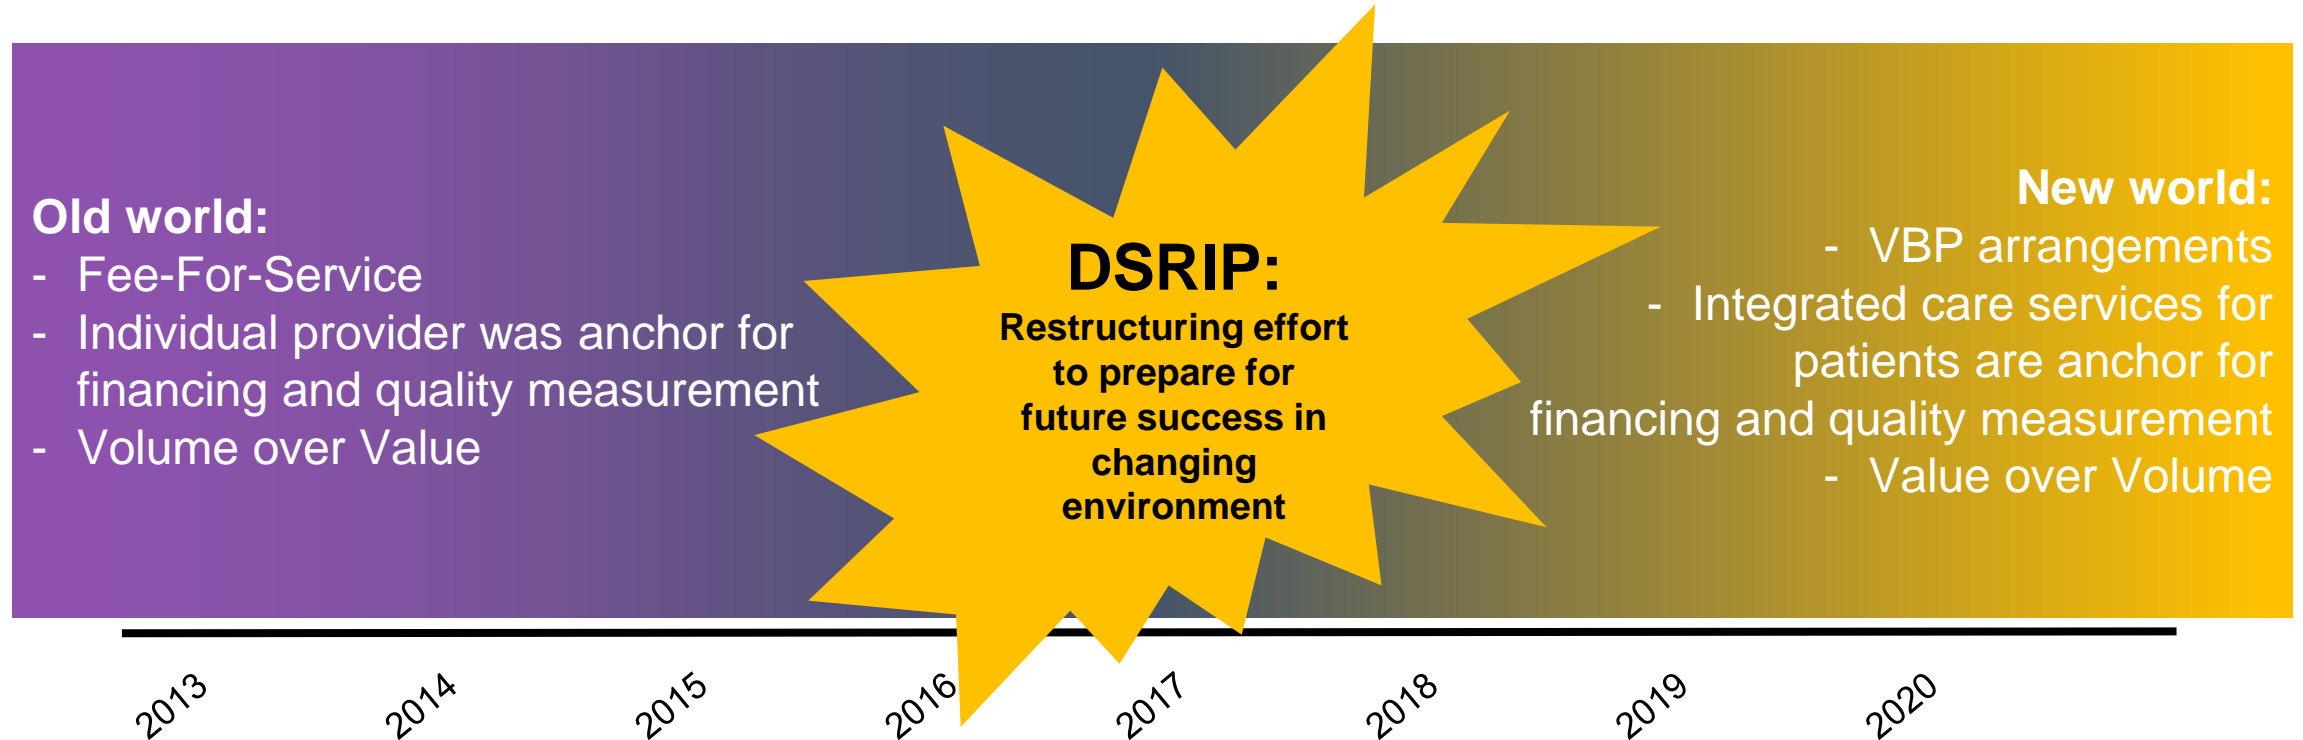 Old world:
- Fee-For-Service
- Individual provider was anchor for
financing and quality measurement
- Volume over Value
DSRIP:
Restructuring effort
to prepare for
future success in
changing
environment
New world:
- VBP arrangements
- Integrated care services for
patients are anchor for
financing and quality measurement
- Value over Volume
2013
2014
2015
2016
2017
2018
2019
2020